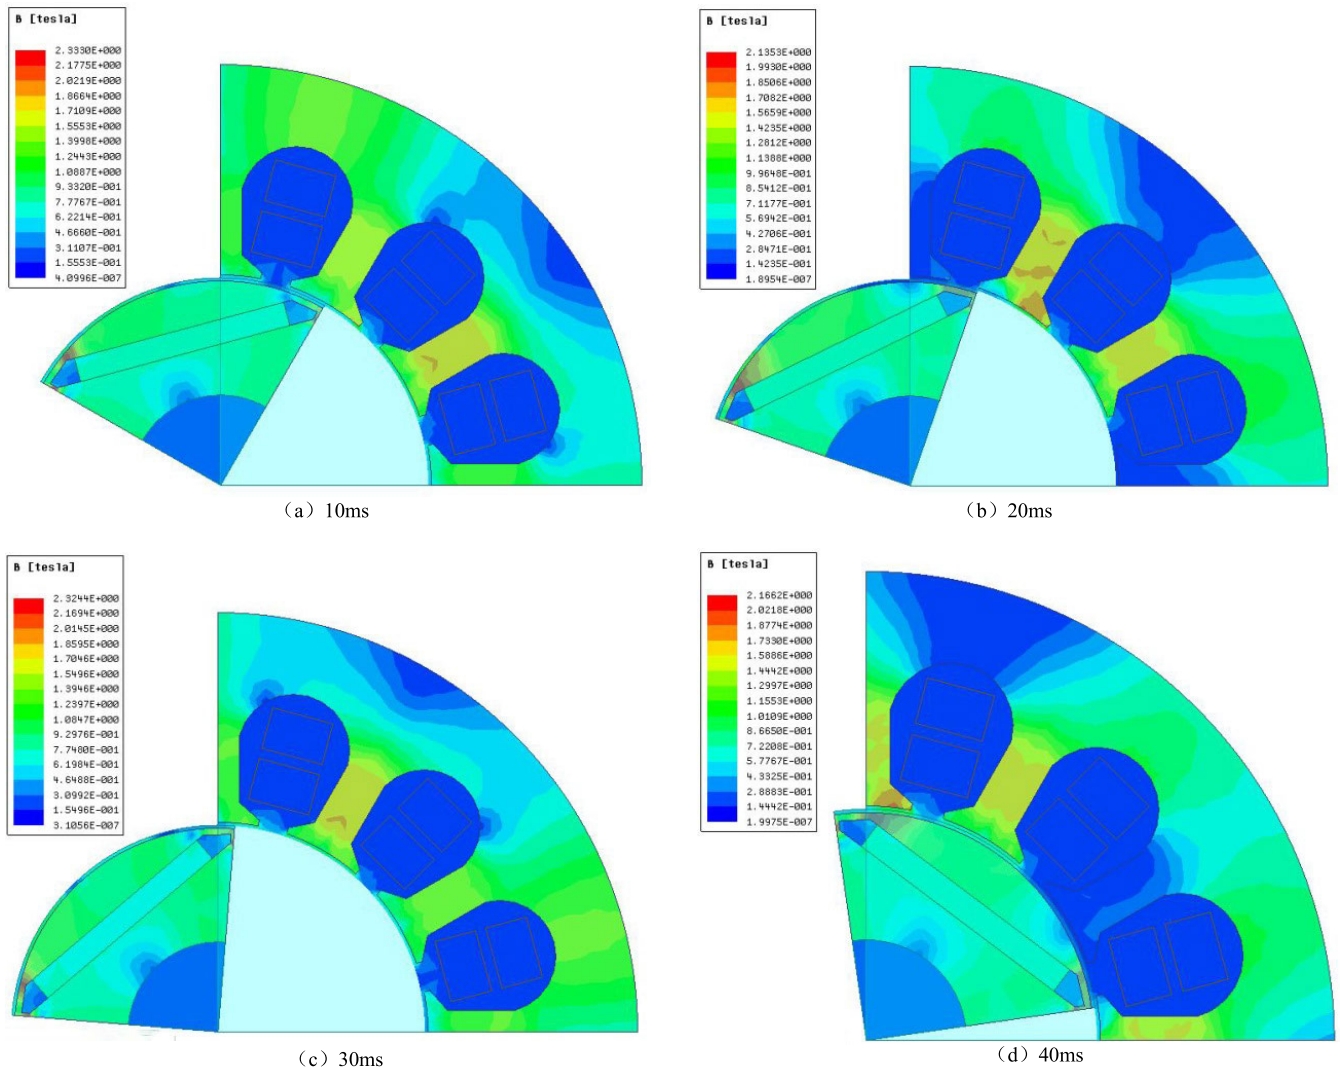 B [tesla]
2.3330E+000
2.1775E+000
2.0219E+000
1.8664E+000
1.7109E+000
1.5553E+000
1.3998E+000
1.2443E+000
1.0887E+000
9.3320E-001
7.7767E-001
6.2214E-001
4.6660E-001
3.1107E-001
1.5553E-001
4.0996E-007
(a) 10ms
B [tesla]
2.1353E+000
1.9930E+000
1.8506E+000
1.7082E+000
1.5659E+000
1.4235E+000
1.2812E+000
1.1388E+000
9.9648E-001
8.5412E-001
7.1177E-001
5.6942E-001
4.2706E-001
2.8471E-001
1.4235E-001
1.8954E-007
(b) 20ms
B [tesla]
2.3244E+000
2.1694E+000
2.0145E+000
1.8595E+000
1.7046E+000
1.5496E+000
1.3946E+000
1.2397E+000
1.0847E+000
9.2976E-001
7.7480E-001
6.1984E-001
4.6488E-001
3.0992E-001
1.5496E-001
3.1056E-007
(c) 30ms
B [tesla]
2.1662E+000
2.0218E+000
1.8774E+000
1.7330E+000
1.5886E+000
1.4442E+000
1.2997E+000
1.1553E+000
1.0109E+000
8.6650E-001
7.2208E-001
5.7767E-001
4.3325E-001
2.8883E-001
1.4442E-001
1.9975E-007
(d) 40ms